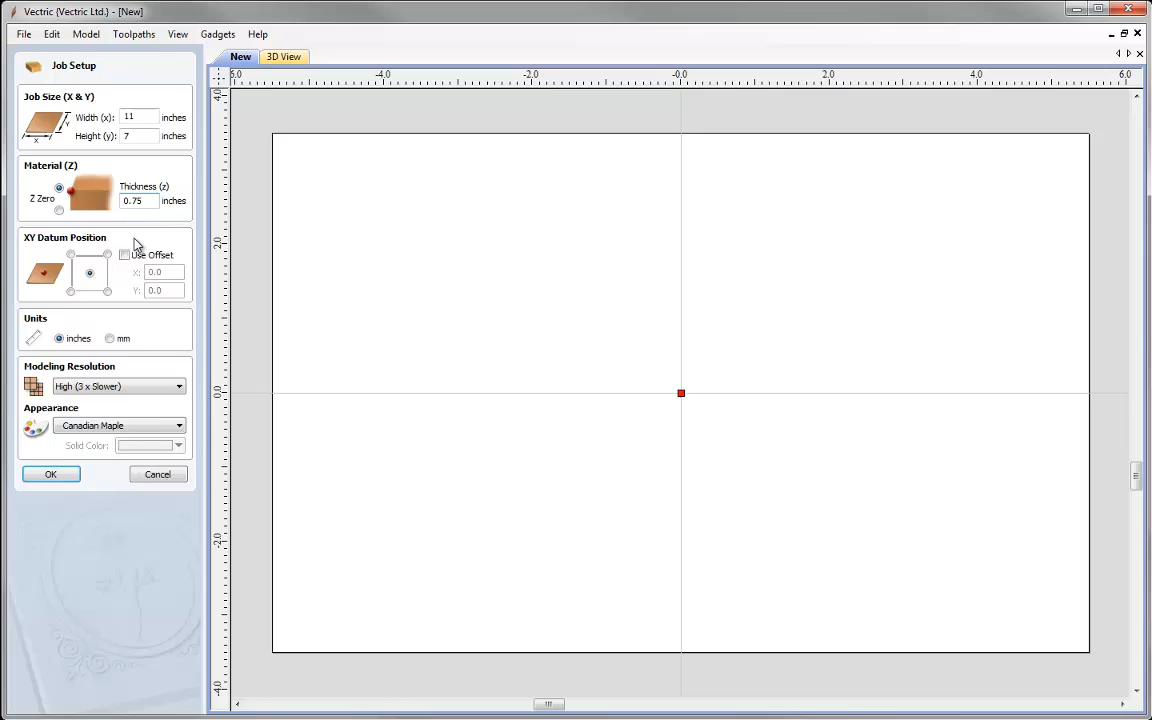 Vectric {Vectric Ltd.} - [New]
File Edit Model Toolpaths View Gadgets Help
Job Setup
New 3D View
Job Size (X & Y)
Width (x): 11 inches
Height (y): 7 inches
X
Y
Material (Z)
Z Zero
Thickness (z)
0.75 inches
XY Datum Position
Use Offset
X: 0.0
Y: 0.0
Units
inches mm
Modeling Resolution
High (3 x Slower)
Appearance
Canadian Maple
Solid Color:
OK Cancel
6.0 -4.0 -2.0 -0.0 2.0 4.0 6.0
4.0
2.0
0.0
-2.0
-4.0